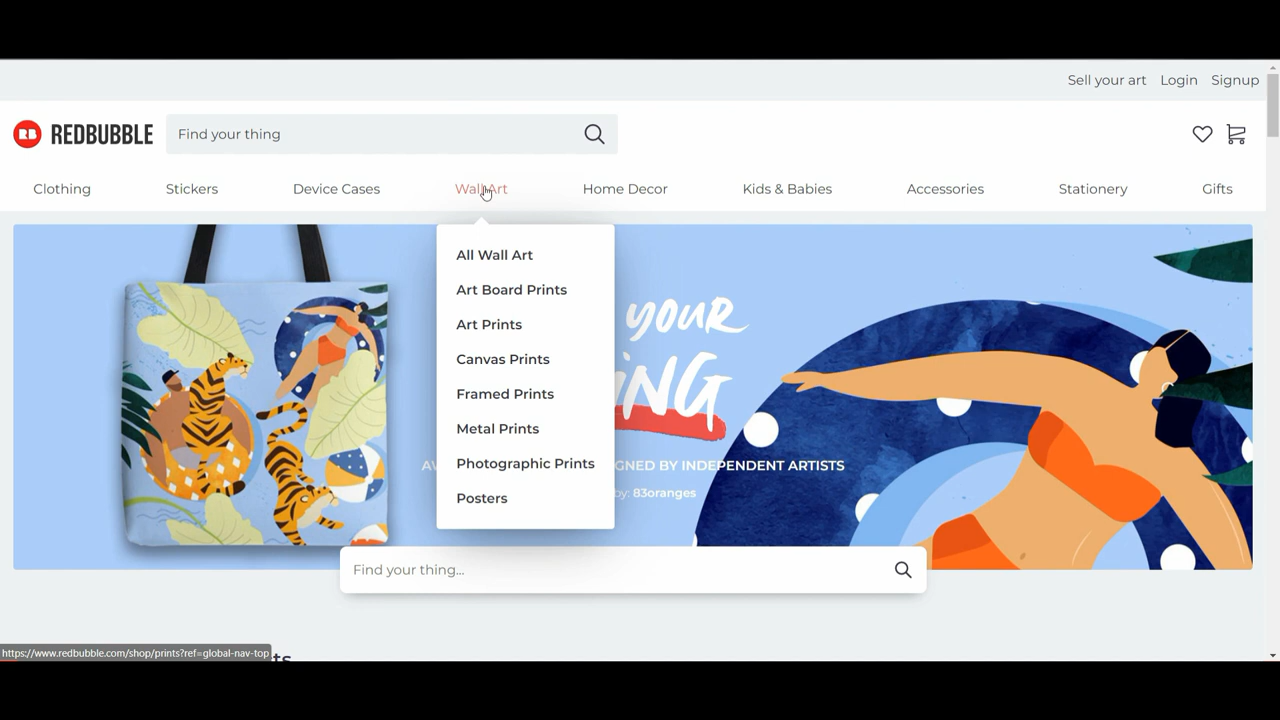 Sell your art Login Signup
RB REDBUBBLE Find your thing
Clothing Stickers Device Cases Wall Art Home Decor Kids & Babies Accessories Stationery Gifts
All Wall Art
Art Board Prints
Art Prints
Canvas Prints
Framed Prints
Metal Prints
Photographic Prints
Posters
YOUR
ING
GNED BY INDEPENDENT ARTISTS
by: 83oranges
Find your thing...
https://www.redbubble.com/shop/prints?ref=global-nav-top